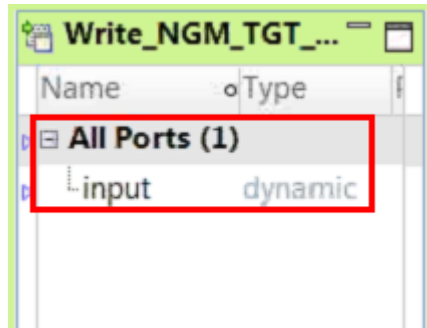 Write_NGM_TGT_...
Name Type
All Ports (1)
input dynamic